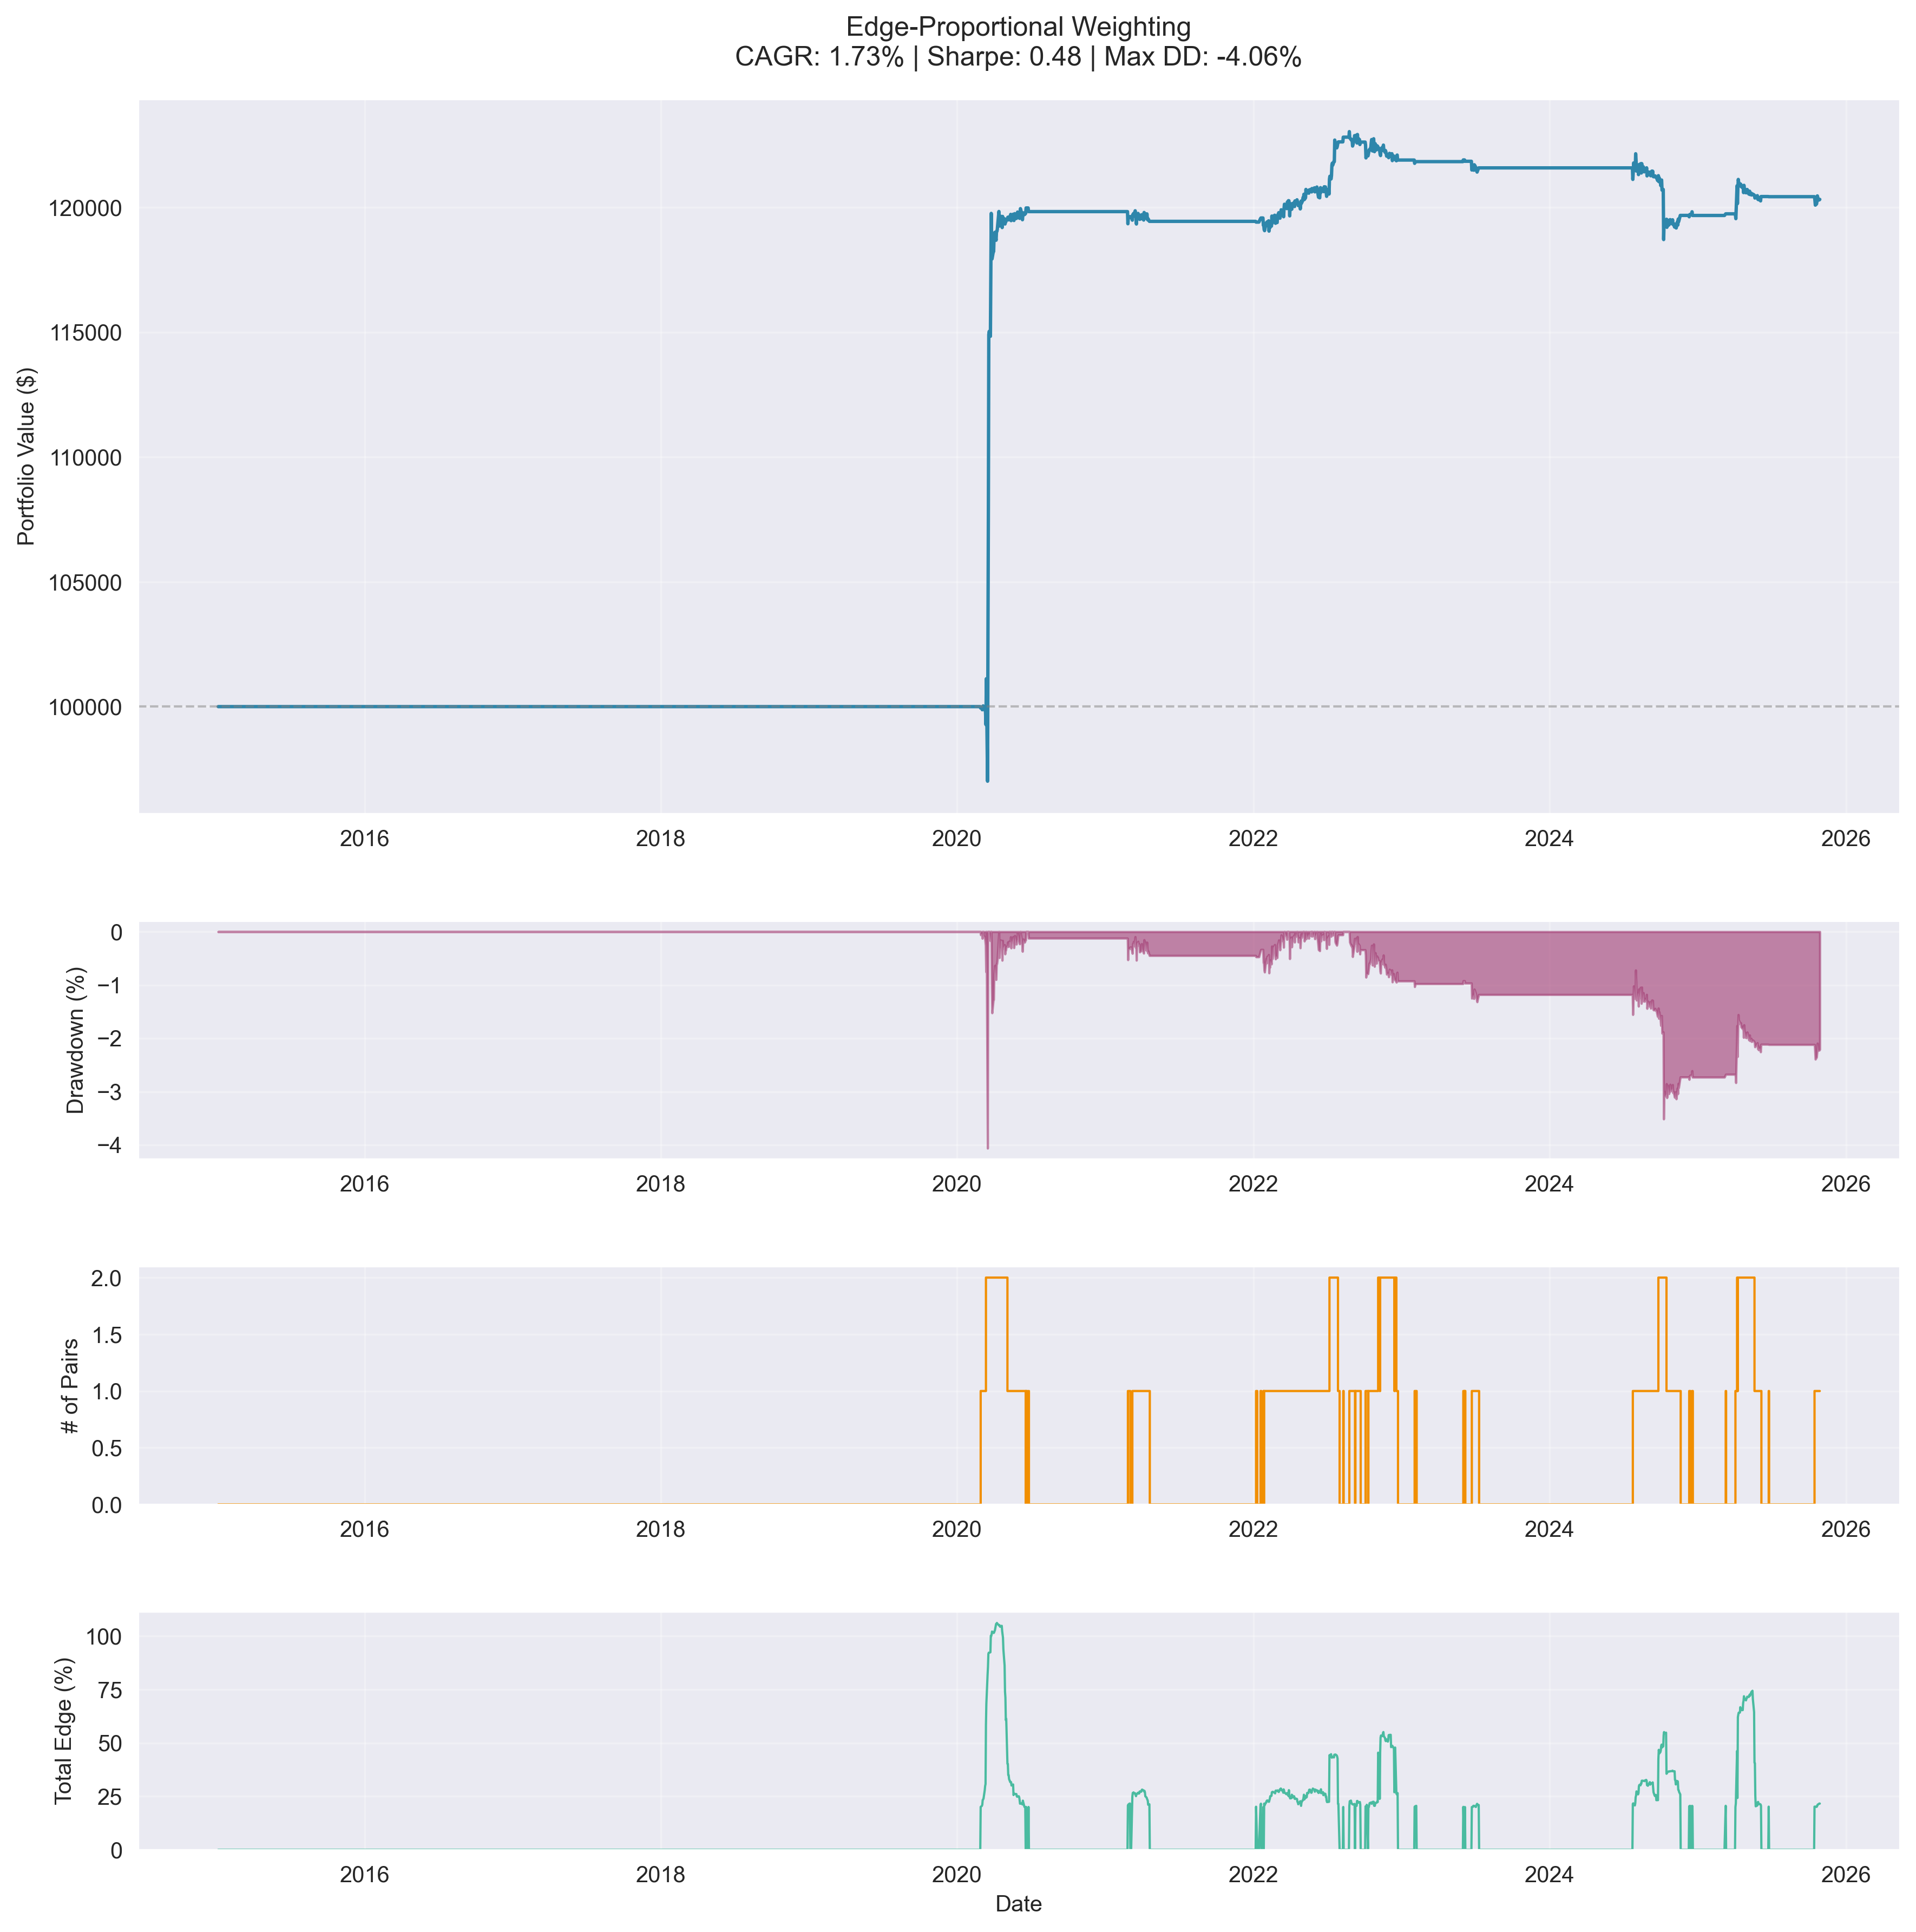 Edge-Proportional Weighting
CAGR: 1.73% | Sharpe: 0.48 | Max DD: -4.06%
Portfolio Value ($)
120000
115000
110000
105000
100000
2016 2018 2020 2022 2024 2026
Drawdown (%)
0
−1
−2
−3
−4
2016 2018 2020 2022 2024 2026
# of Pairs
2.0
1.5
1.0
0.5
0.0
2016 2018 2020 2022 2024 2026
Total Edge (%)
100
75
50
25
0
2016 2018 2020 2022 2024 2026
Date